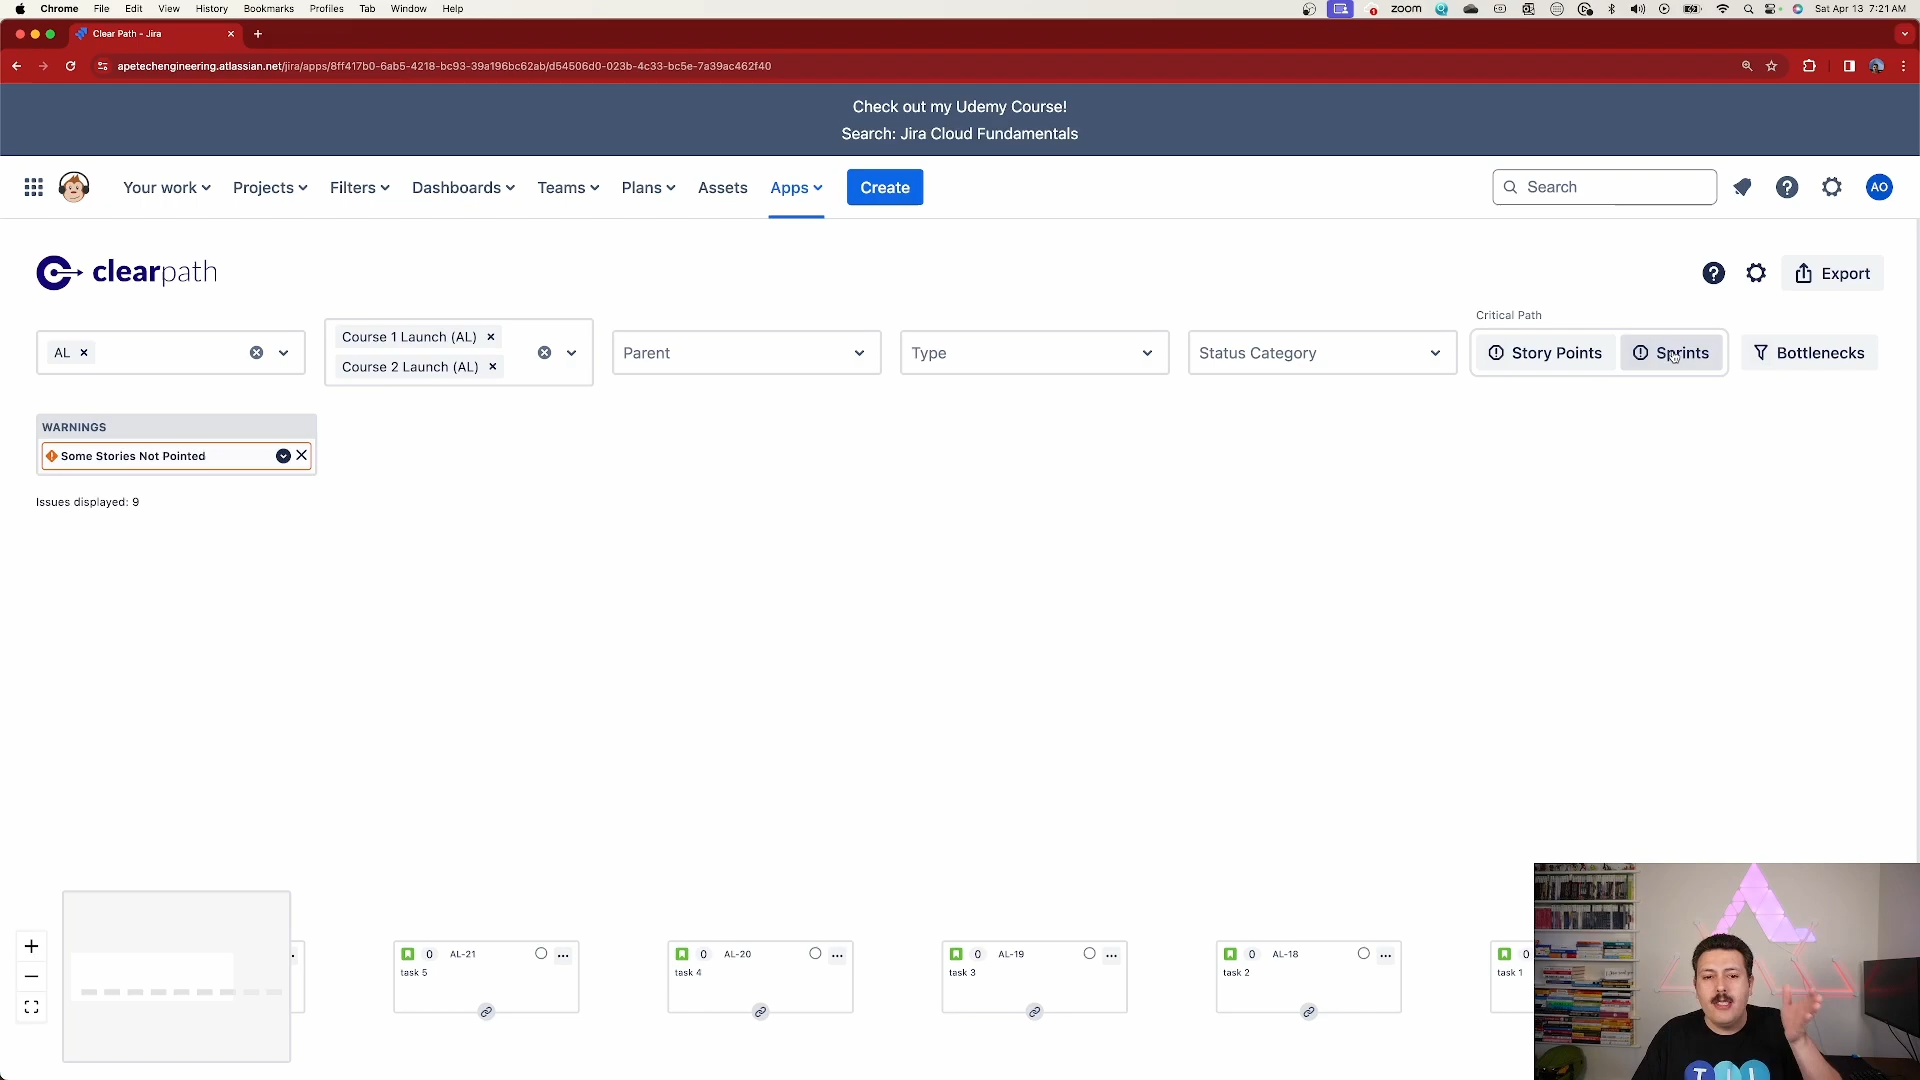 Chrome File Edit View History Bookmarks Profiles Tab Window Help
zoom
Sat Apr 13 7:21 AM
Clear Path - Jira
apetechengineering.atlassian.net/jira/apps/8ff417b0-6ab5-4218-bc93-39a196bc62ab/d54506d0-023b-4c33-bc5e-7a39ac462f40
Check out my Udemy Course!
Search: Jira Cloud Fundamentals
Your work Projects Filters Dashboards Teams Plans Assets Apps Create
Search
AO
clearpath
Export
Critical Path
AL
Course 1 Launch (AL)
Course 2 Launch (AL)
Parent
Type
Status Category
Story Points
Sprints
Bottlenecks
WARNINGS
Some Stories Not Pointed
Issues displayed: 9
0 AL-21
task 5
0 AL-20
task 4
0 AL-19
task 3
0 AL-18
task 2
0
task 1